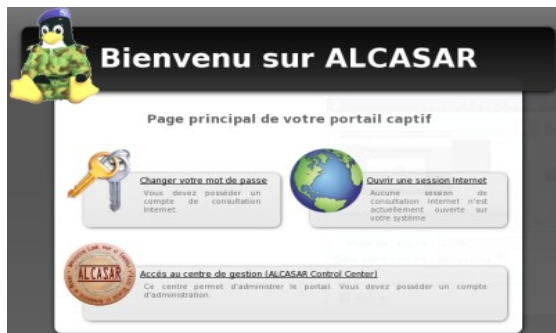 Bienvenu sur ALCASAR
Page principal de votre portail captif
Changer votre mot de passe
Vous devez posséder un
compte de consultation
Internet.
Ouvrir une session Internet
Aucune session de
consultation Internet n'est
actuellement ouverte sur
votre système
ALCASAR
Accés au centre de gestion (ALCASAR Control Center)
Ce centre permet d'administrer le portail. Vous devez posséder un compte
d'administration.